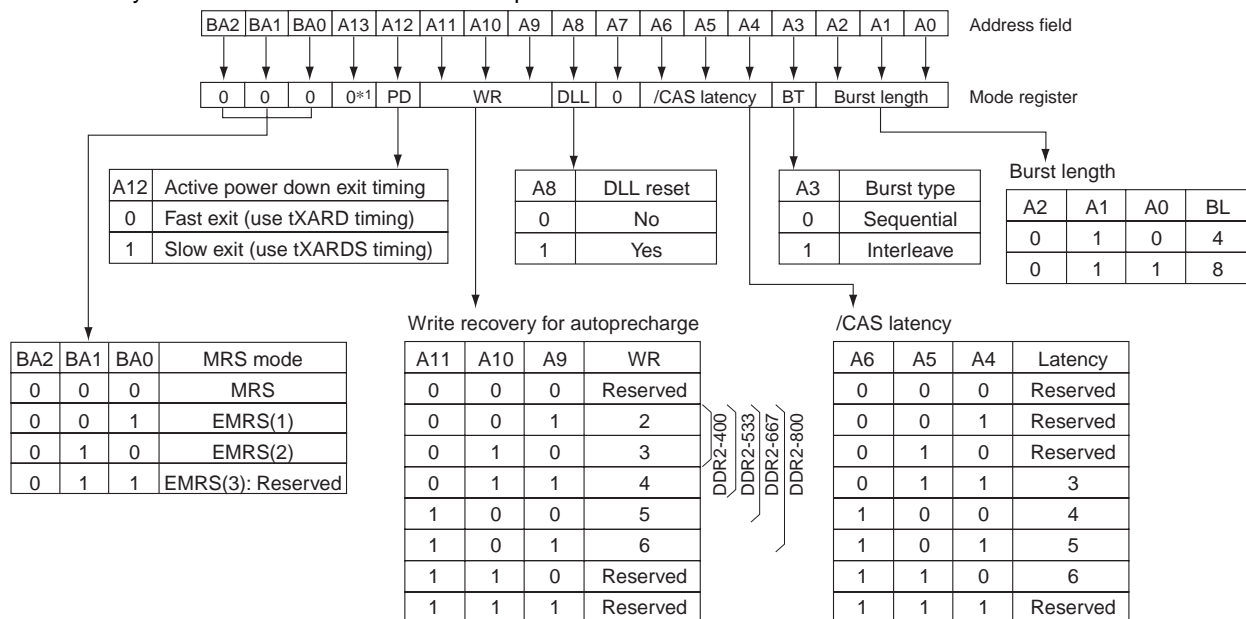 BA2 BA1 BA0 A13 A12 A11 A10 A9 A8 A7 A6 A5 A4 A3 A2 A1 A0 Address field
0 0 0 0*1 PD WR DLL 0 /CAS latency BT Burst length Mode register
A12 Active power down exit timing
0 Fast exit (use tXARD timing)
1 Slow exit (use tXARDS timing)
A8 DLL reset
0 No
1 Yes
A3 Burst type
0 Sequential
1 Interleave
Burst length
A2 A1 A0 BL
0 1 0 4
0 1 1 8
BA2 BA1 BA0 MRS mode
0 0 0 MRS
0 0 1 EMRS(1)
0 1 0 EMRS(2)
0 1 1 EMRS(3): Reserved
Write recovery for autoprecharge
A11 A10 A9 WR
0 0 0 Reserved
0 0 1 2
0 1 0 3
0 1 1 4
1 0 0 5
1 0 1 6
1 1 0 Reserved
1 1 1 Reserved
DDR2-400
DDR2-533
DDR2-667
DDR2-800
/CAS latency
A6 A5 A4 Latency
0 0 0 Reserved
0 0 1 Reserved
0 1 0 Reserved
0 1 1 3
1 0 0 4
1 0 1 5
1 1 0 6
1 1 1 Reserved